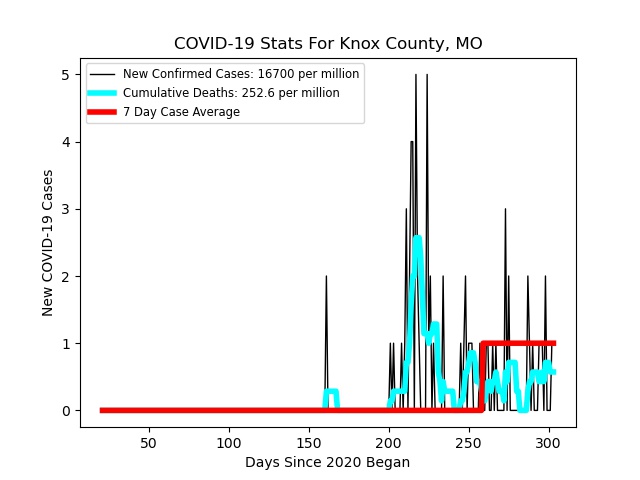 COVID-19 Stats For Knox County, MO
New Confirmed Cases: 16700 per million
Cumulative Deaths: 252.6 per million
7 Day Case Average
5
4
3
2
1
0
New COVID-19 Cases
50 100 150 200 250 300
Days Since 2020 Began